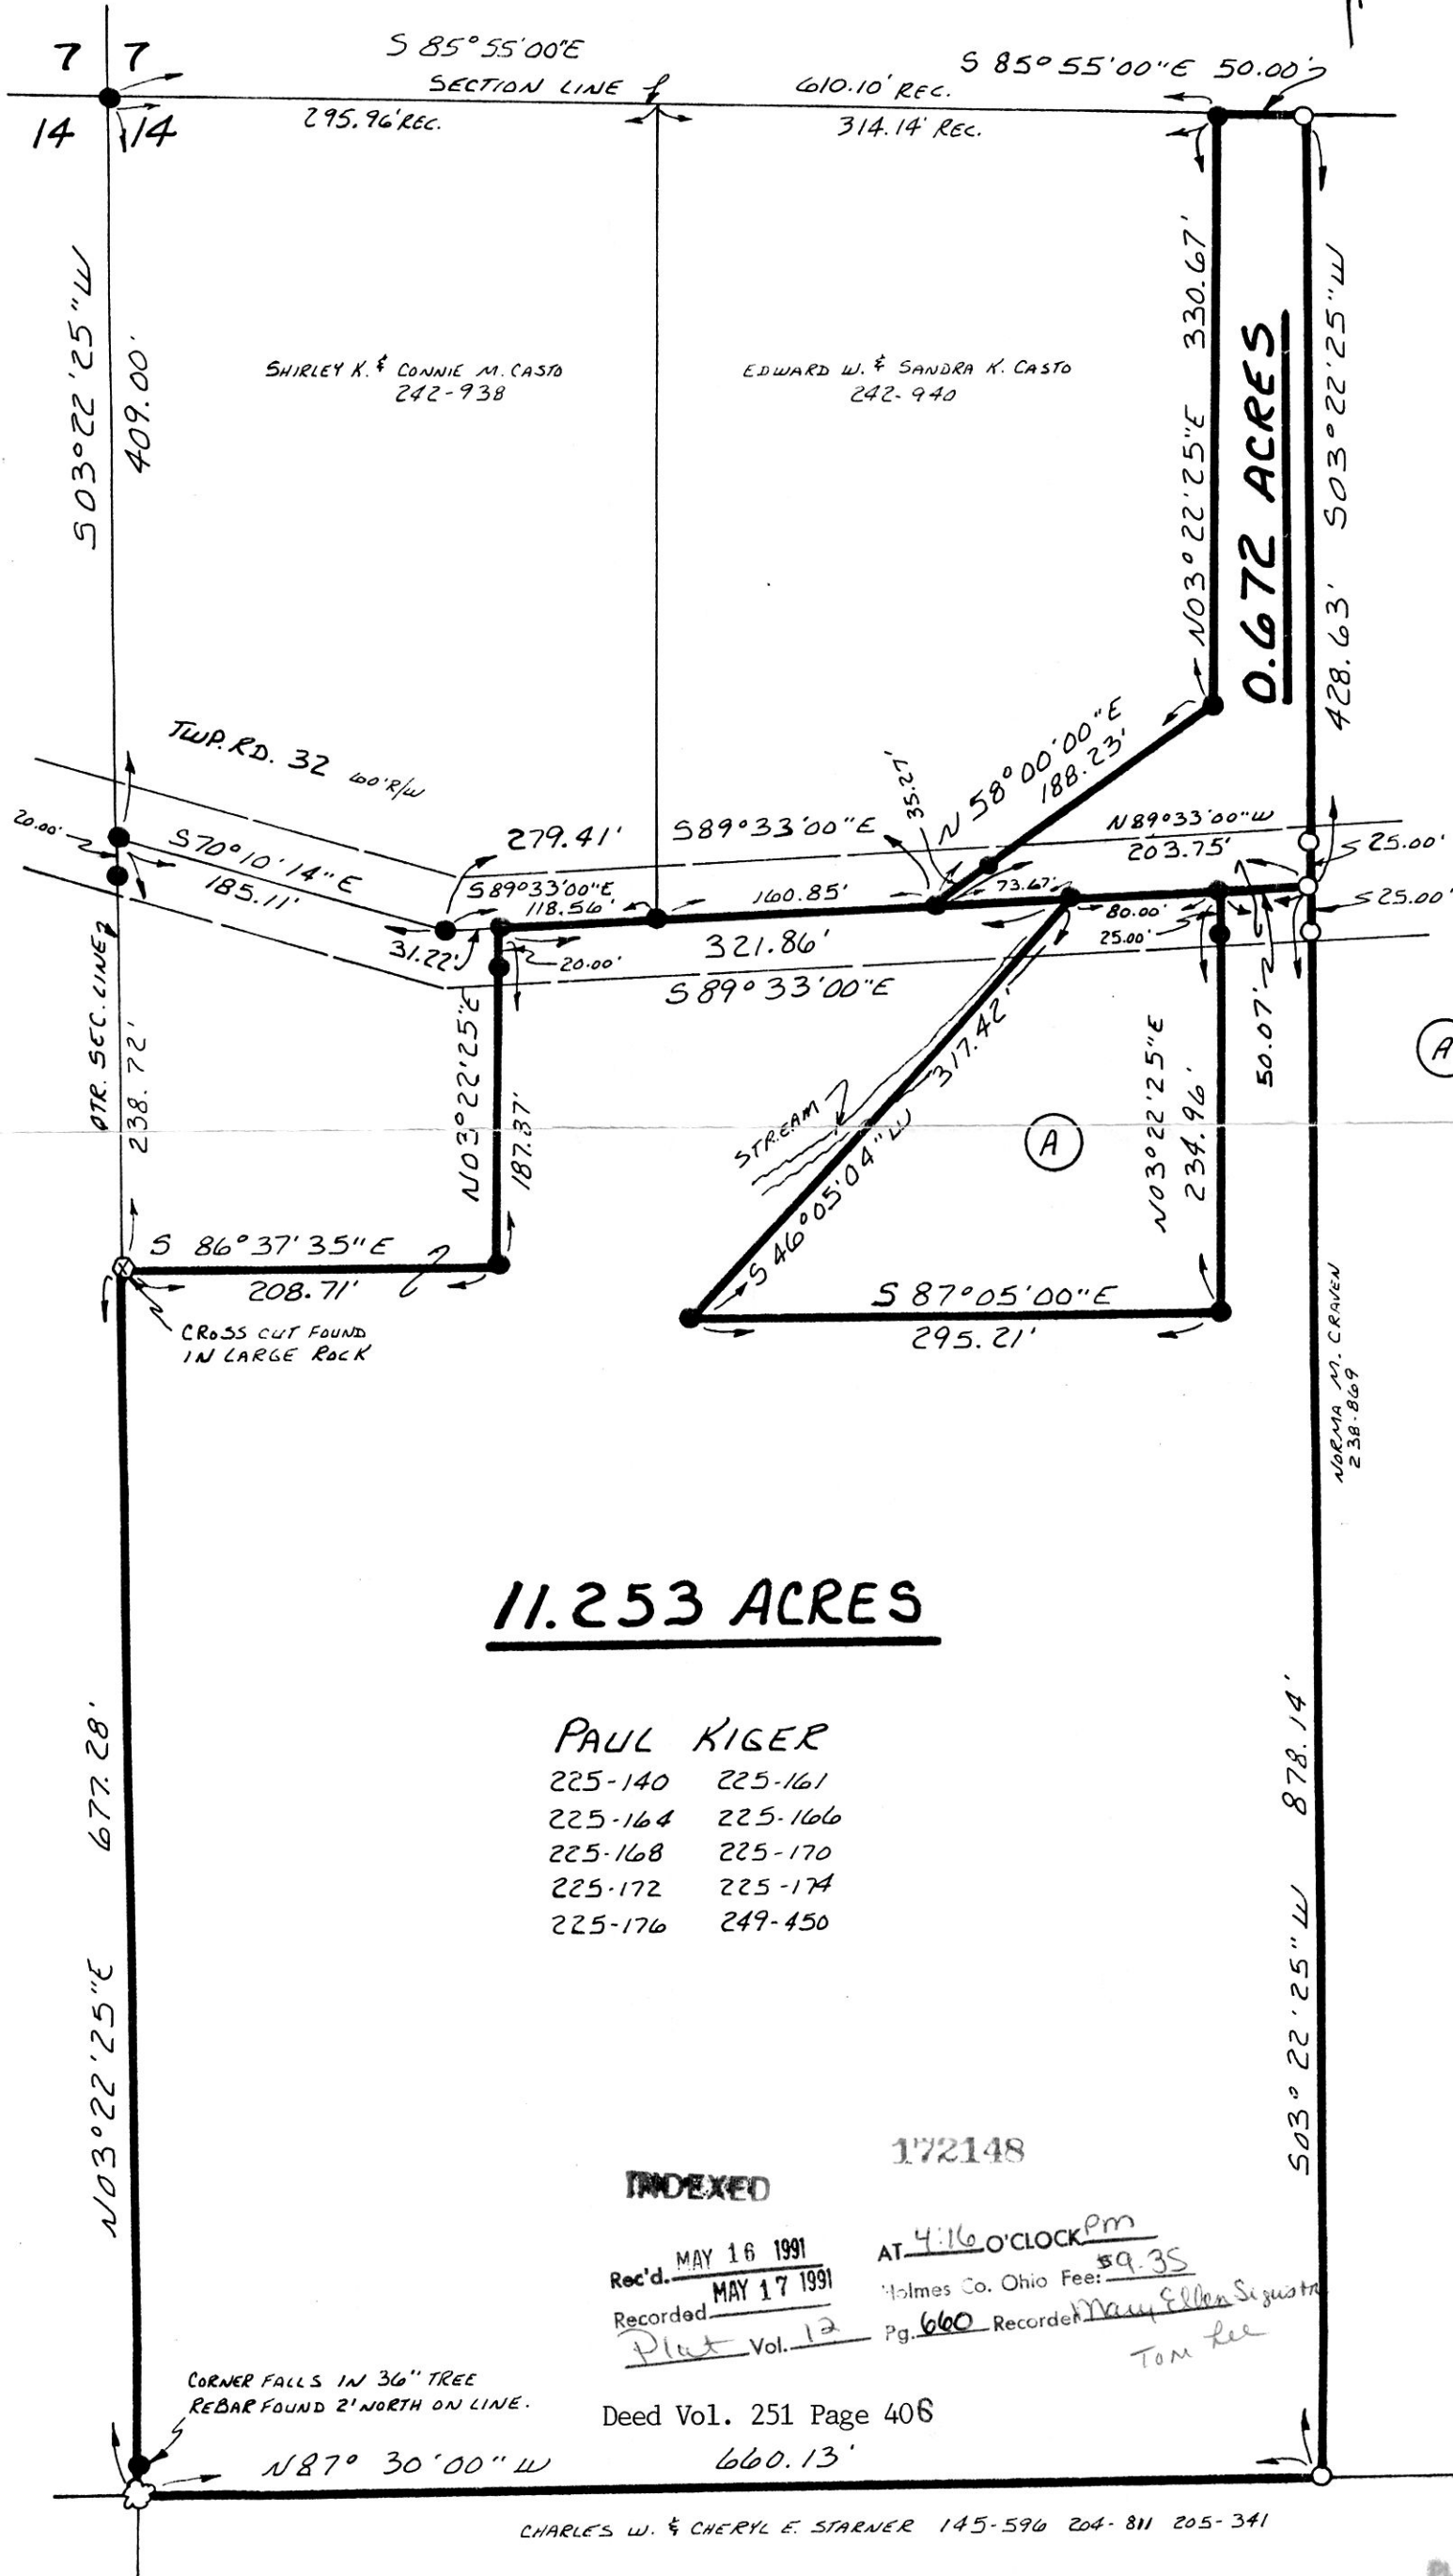 7 7
14 14
S 85°55'00"E
SECTION LINE
295.96' REC.
610.10' REC.
314.14' REC.
S 85°55'00"E 50.00'
S03°22'25"W
409.00'
SHIRLEY K. & CONNIE M. CASTO
242-938
EDWARD W. & SANDRA K. CASTO
242-940
N03°22'25"E 330.67'
0.672 ACRES
428.63' S03°22'25"W
TWP. RD. 32 60' R/W
20.00'
S70°10'14"E
185.11'
279.41'
S89°33'00"E
35.27'
N 58°00'00"E
188.23'
N89°33'00"W
203.75'
25.00'
25.00'
S89°33'00"E
118.56'
160.85'
73.67'
80.00'
25.00'
31.22'
20.00'
321.86'
S89°33'00"E
QTR. SEC. LINE
238.72'
N03°22'25"E
187.37'
STREAM
S46°05'04"W
317.42'
A
N03°22'25"E
234.96'
50.07'
A
S 86°37'35"E
208.71'
CROSS CUT FOUND
IN LARGE ROCK
S 87°05'00"E
295.21'
NORMA M. CRAVEN
238-869
11.253 ACRES
PAUL KIGER
225-140 225-161
225-164 225-166
225-168 225-170
225-172 225-174
225-176 249-450
N03°22'25"E 677.28'
S03°22'25"W 878.14'
172148
INDEXED
Rec'd. MAY 16 1991 AT 4:16 O'CLOCK Pm
Recorded MAY 17 1991 Holmes Co. Ohio Fee: $9.35
Plat Vol. 12 Pg. 660 Recorder Mary Ellen
Tom Lee
CORNER FALLS IN 36" TREE
REBAR FOUND 2' NORTH ON LINE.
Deed Vol. 251 Page 406
N87°30'00"W 660.13'
CHARLES W. & CHERYL E. STARNER 145-596 204-811 205-341